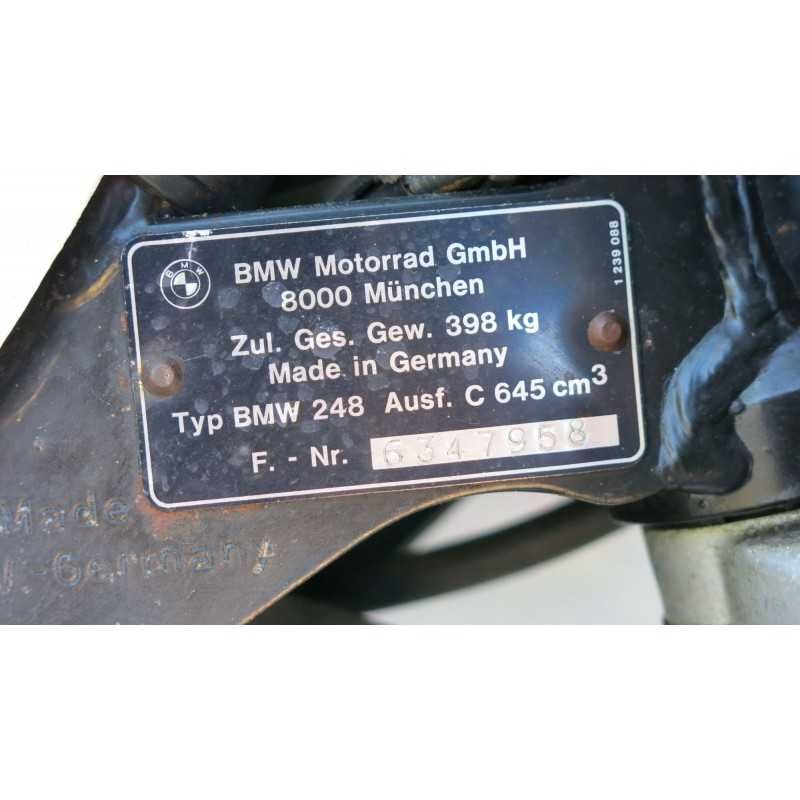 BMW
BMW Motorrad GmbH
8000 München
Zul. Ges. Gew. 398 kg
Made in Germany
Typ BMW 248 Ausf. C 645 cm³
F. - Nr. 6347958
1 239 088
Made
Germany